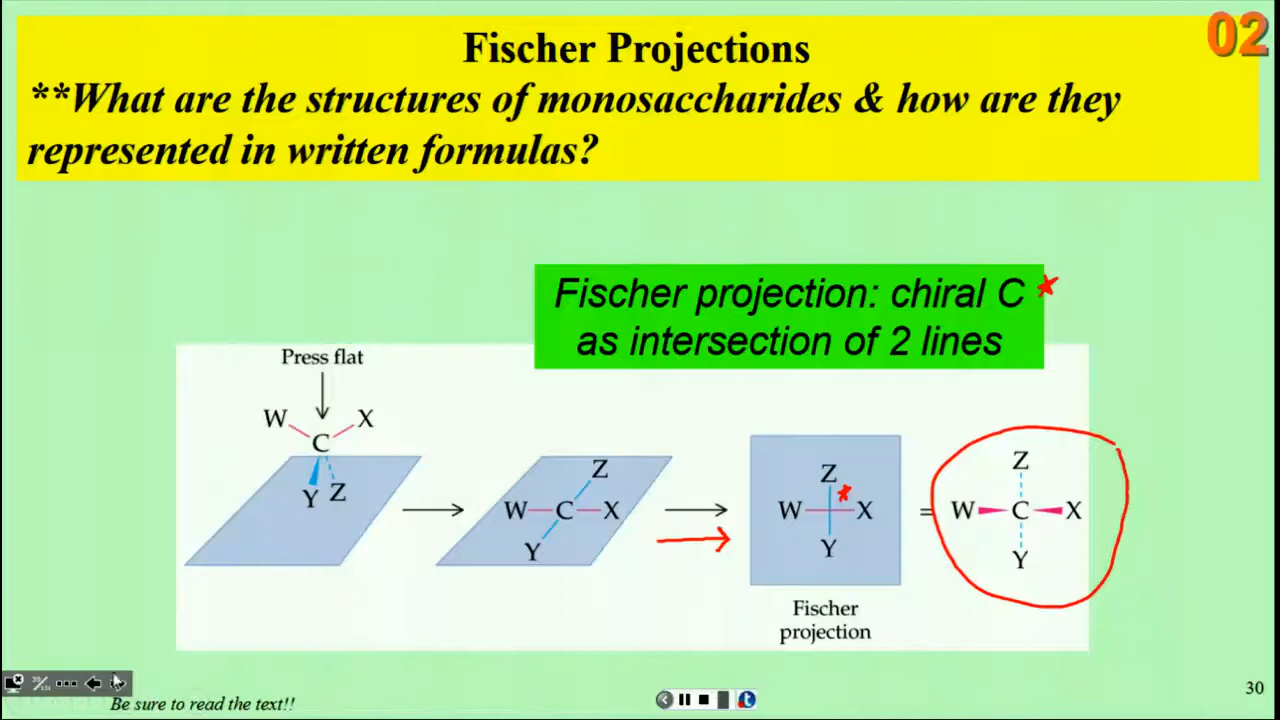 02
Fischer Projections
**What are the structures of monosaccharides & how are they
represented in written formulas?
Fischer projection: chiral C *
as intersection of 2 lines
Press flat
W X
C
Y Z
Z
W C X
Y
Z
*
W X
Y
Fischer
projection
=
Z
W C X
Y
Be sure to read the text!!
30